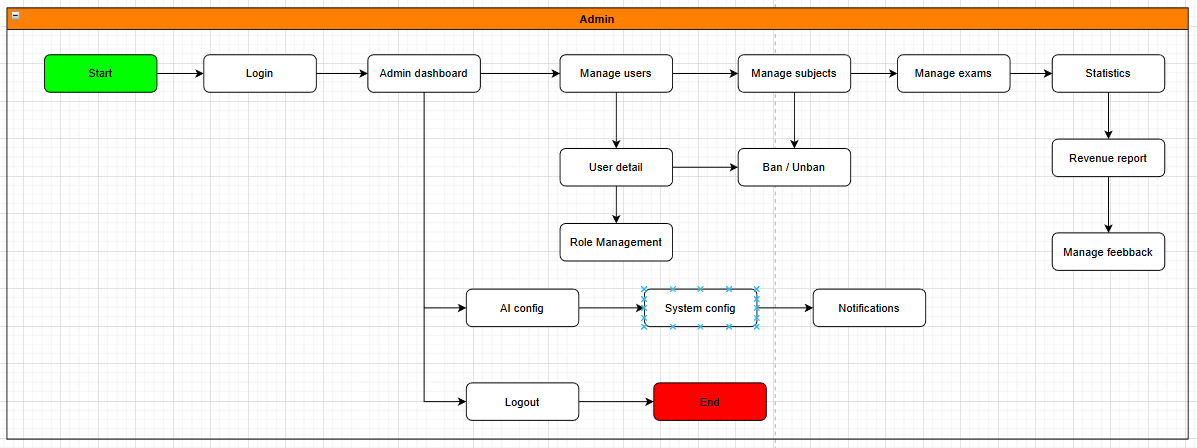 Admin
Start
Login
Admin dashboard
Manage users
Manage subjects
Manage exams
Statistics
User detail
Ban / Unban
Revenue report
Role Management
Manage feebback
AI config
System config
Notifications
Logout
End